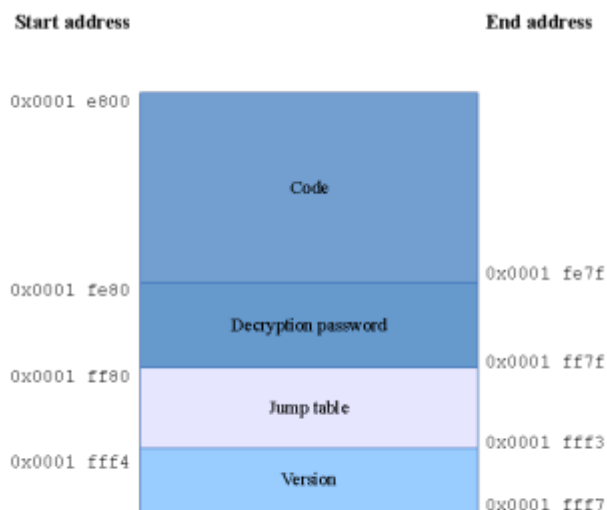 Start address End address
0x0001 e800
Code
0x0001 fe7f
0x0001 fe80
Decryption password
0x0001 ff7f
0x0001 ff80
Jump table
0x0001 fff3
0x0001 fff4
Version
0x0001 fff7